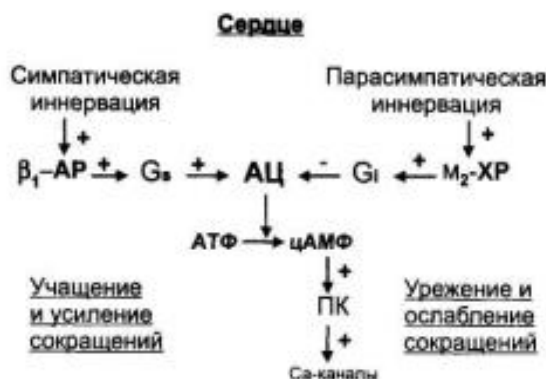 Сердце
Симпатическая
иннервация
Парасимпатическая
иннервация
+
+
β₁–АР + Gs + АЦ - Gi + м₂-ХР
АТФ цАМФ
+
Учащение
и усиление
сокращений
ПК
Урежение и
ослабление
сокращений
+
Са-каналы